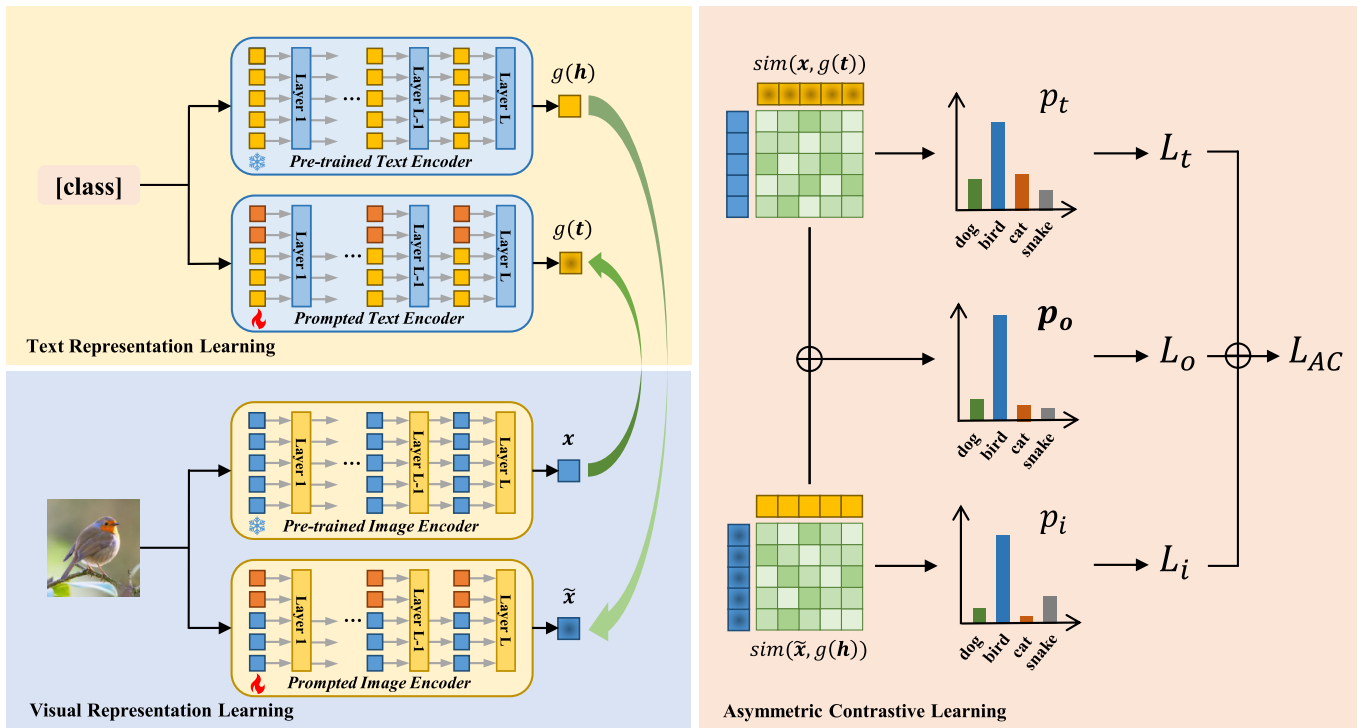 [class]
Layer 1
...
Layer L-1
Layer L
Pre-trained Text Encoder
g(h)
Layer 1
...
Layer L-1
Layer L
Prompted Text Encoder
g(t)
Text Representation Learning
Layer 1
...
Layer L-1
Layer L
Pre-trained Image Encoder
x
Layer 1
...
Layer L-1
Layer L
Prompted Image Encoder
x̃
Visual Representation Learning
sim(x, g(t))
p_t
dog
bird
cat
snake
L_t
p_o
dog
bird
cat
snake
L_o
L_AC
sim(x̃, g(h))
p_i
dog
bird
cat
snake
L_i
Asymmetric Contrastive Learning